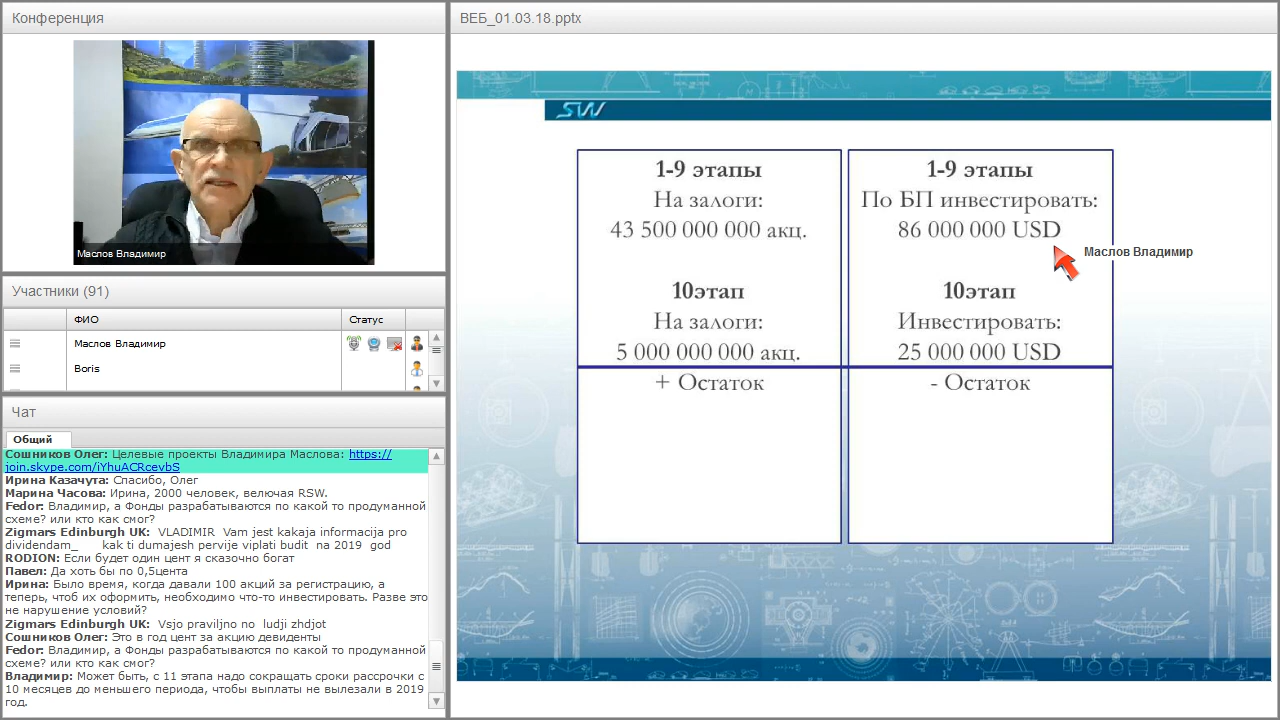 Конференция
Маслов Владимир
Участники (91)
ФИО
Статус
Маслов Владимир
Boris
Чат
Общий
Сошников Олег: Целевые проекты Владимира Маслова: https://
join.skype.com/iYhuACRcevbS
Ирина Казачута: Спасибо, Олег
Марина Часова: Ирина, 2000 человек, велючая RSW.
Fedor: Владимир, а Фонды разрабатываются по какой то продуманной
схеме? или кто как смог?
Zigmars Edinburgh UK: VLADIMIR Vam jest kakaja informacija pro
dividendam_ kak ti dumajesh pervije viplati budit na 2019 god
RODION: Если будет один цент я сказочно богат
Павел: Да хоть бы по 0,5цента
Ирина: Было время, когда давали 100 акций за регистрацию, а
теперь, чтоб их оформить, необходимо что-то инвестировать. Разве это
не нарушение условий?
Zigmars Edinburgh UK: Vsjo praviljno no ludji zhdjot
Сошников Олег: Это в год цент за акцию девиденты
Fedor: Владимир, а Фонды разрабатываются по какой то продуманной
схеме? или кто как смог?
Владимир: Может быть, с 11 этапа надо сокращать сроки рассрочки с
10 месяцев до меньшего периода, чтобы выплаты не вылезали в 2019
год.
ВЕБ_01.03.18.pptx
SW
1-9 этапы
На залоги:
43 500 000 000 акц.
10этап
На залоги:
5 000 000 000 акц.
+ Остаток
1-9 этапы
По БП инвестировать:
86 000 000 USD
Маслов Владимир
10этап
Инвестировать:
25 000 000 USD
- Остаток